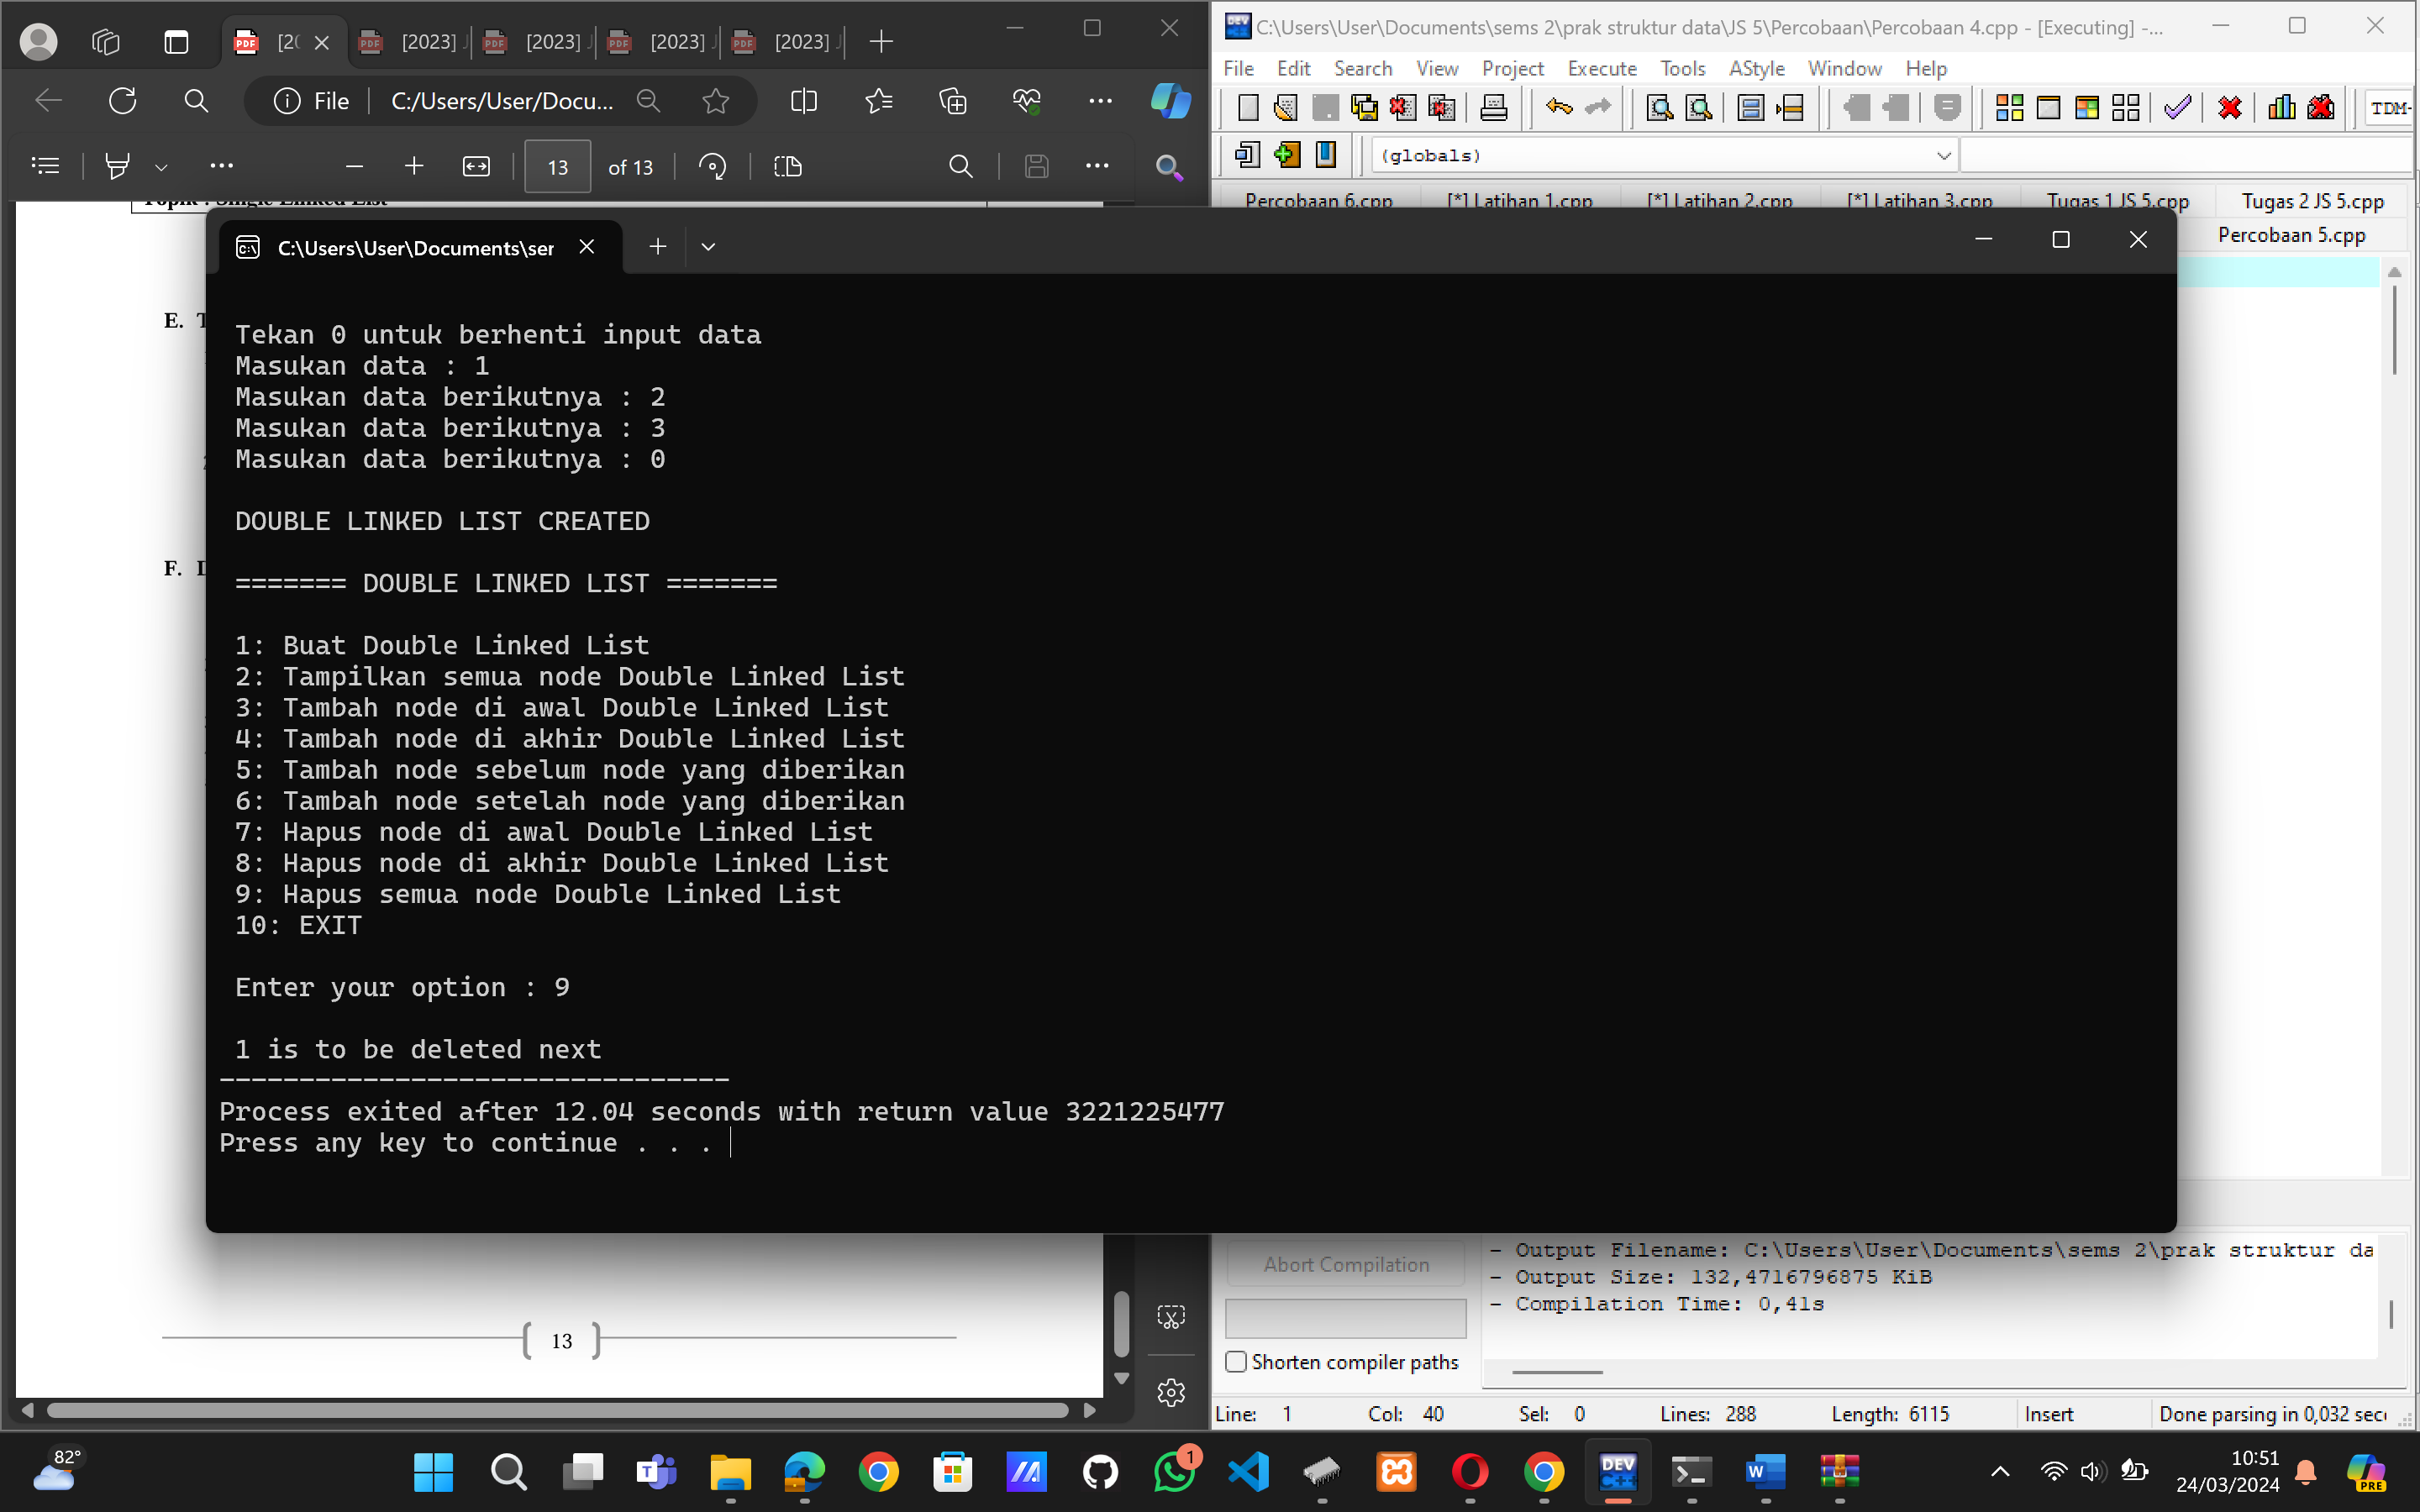 [20
[2023] J
[2023] J
[2023] J
[2023] J
File
C:/Users/User/Docu...
13
of 13
E.
F.
13
C:\Users\User\Documents\sems 2\prak struktur data\JS 5\Percobaan\Percobaan 4.cpp - [Executing] -...
File Edit Search View Project Execute Tools AStyle Window Help
TDM-
(globals)
Percobaan 6.cpp [*] Latihan 1.cpp [*] Latihan 2.cpp [*] Latihan 3.cpp Tugas 1 JS 5.cpp Tugas 2 JS 5.cpp
Percobaan 5.cpp
C:\Users\User\Documents\ser
Tekan 0 untuk berhenti input data
Masukan data : 1
Masukan data berikutnya : 2
Masukan data berikutnya : 3
Masukan data berikutnya : 0
DOUBLE LINKED LIST CREATED
======= DOUBLE LINKED LIST =======
1: Buat Double Linked List
2: Tampilkan semua node Double Linked List
3: Tambah node di awal Double Linked List
4: Tambah node di akhir Double Linked List
5: Tambah node sebelum node yang diberikan
6: Tambah node setelah node yang diberikan
7: Hapus node di awal Double Linked List
8: Hapus node di akhir Double Linked List
9: Hapus semua node Double Linked List
10: EXIT
Enter your option : 9
1 is to be deleted next
--------------------------------
Process exited after 12.04 seconds with return value 3221225477
Press any key to continue . . .
Abort Compilation
Shorten compiler paths
- Output Filename: C:\Users\User\Documents\sems 2\prak struktur da
- Output Size: 132,4716796875 KiB
- Compilation Time: 0,41s
Line: 1 Col: 40 Sel: 0 Lines: 288 Length: 6115 Insert Done parsing in 0,032 sec
82°
1
DEV C++
10:51
24/03/2024
PRE